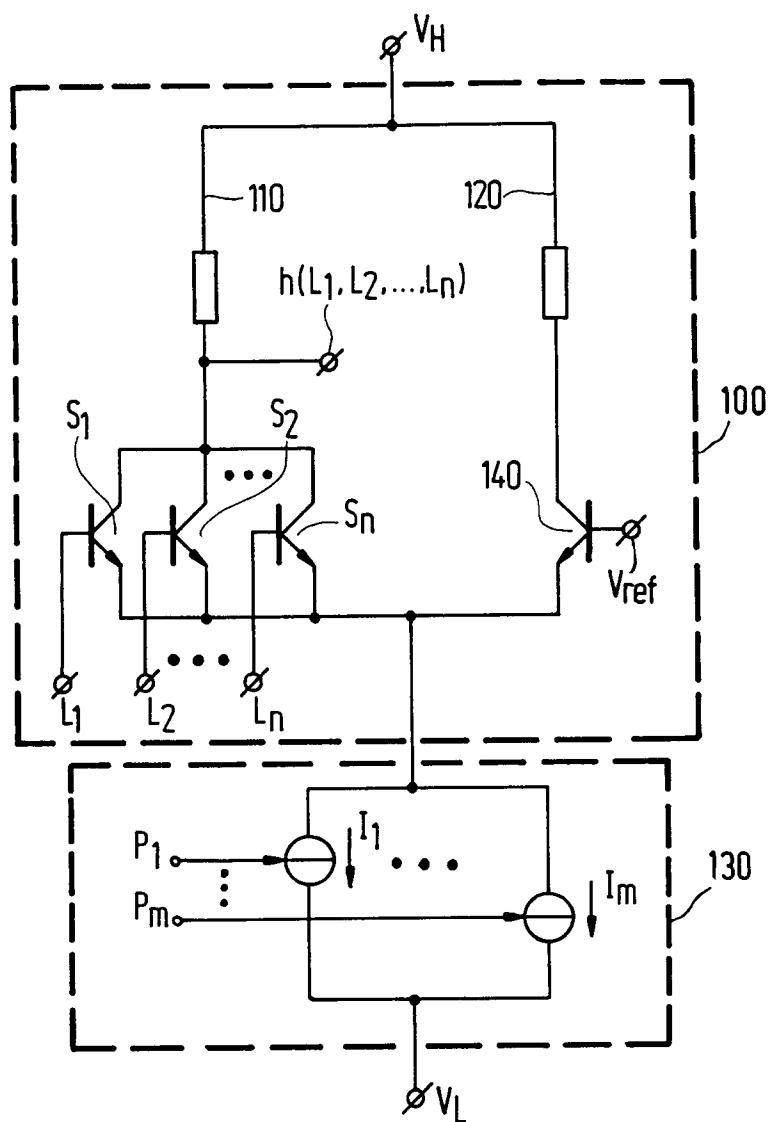 V_H
110
120
h(L_1, L_2, ..., L_n)
100
S_1
S_2
S_n
140
V_ref
L_1
L_2
L_n
P_1
I_1
P_m
I_m
130
V_L